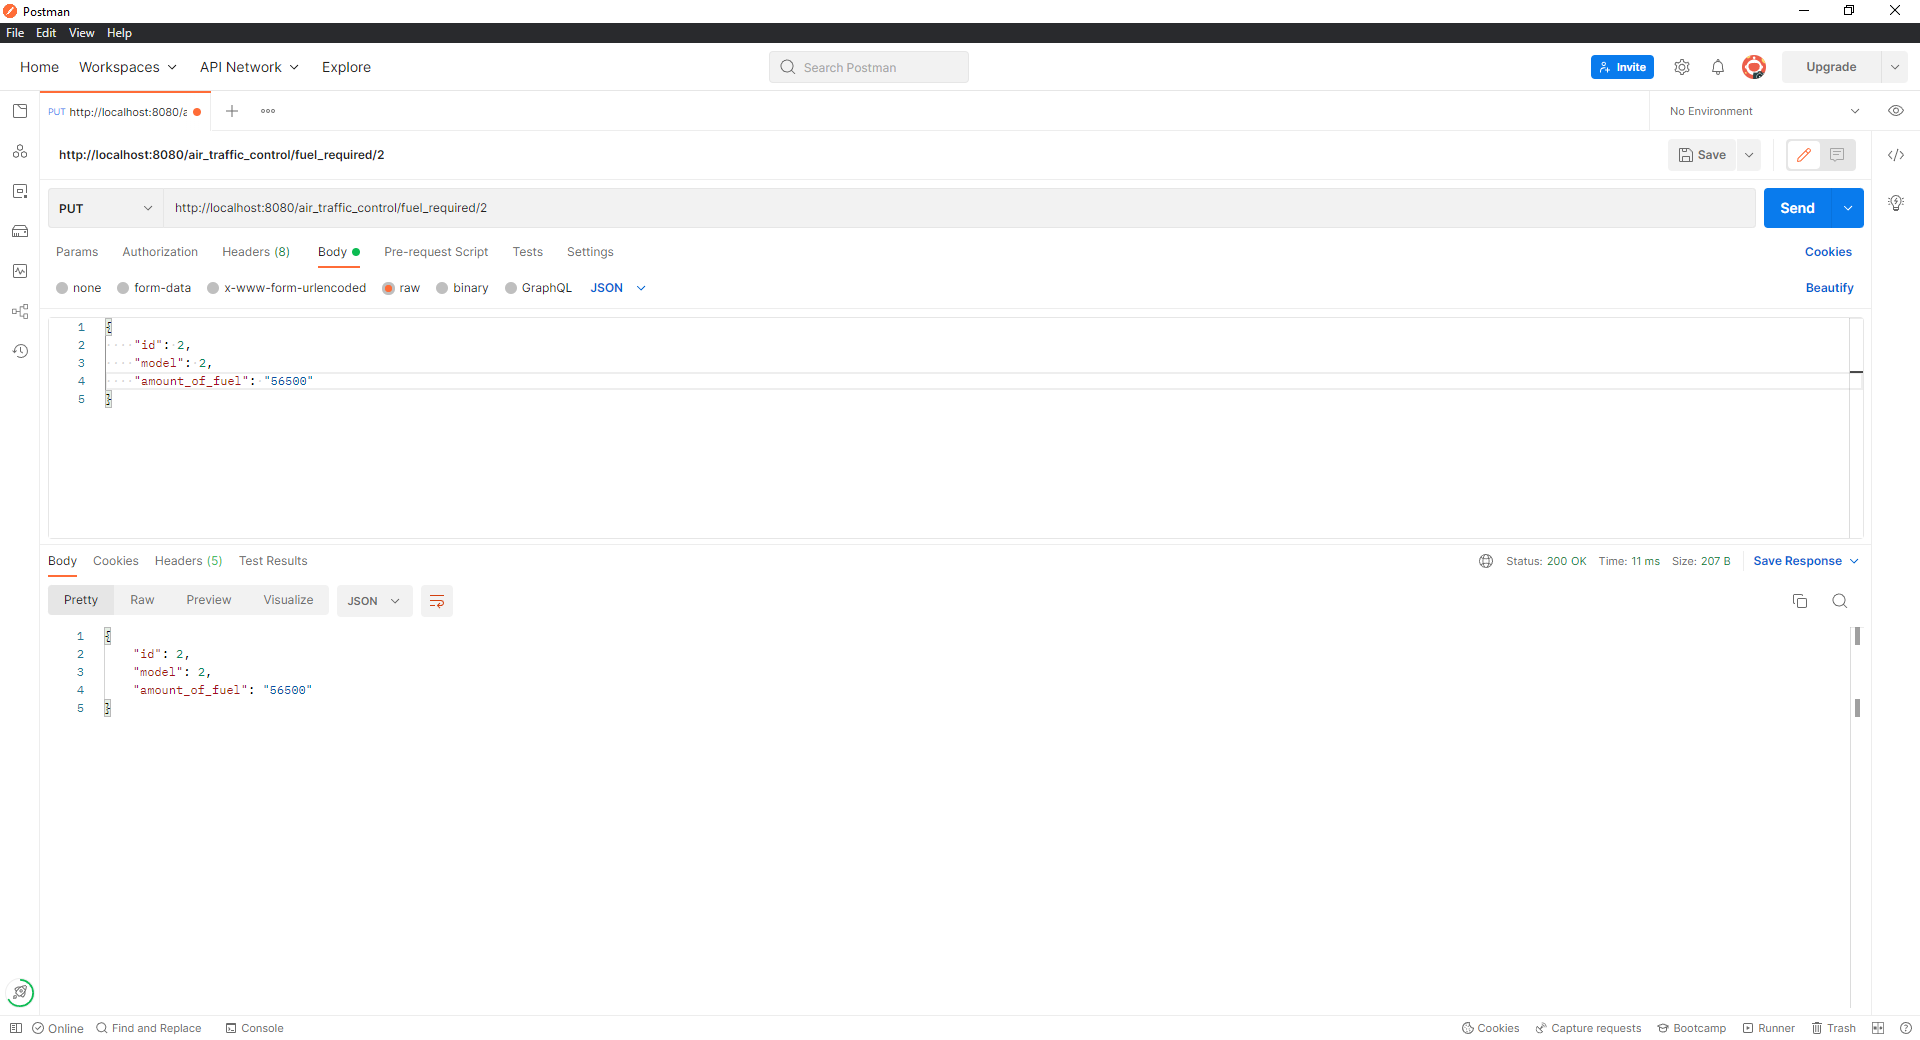 Postman
File Edit View Help
Home Workspaces API Network Explore Search Postman Invite Upgrade
PUT http://localhost:8080/a No Environment
http://localhost:8080/air_traffic_control/fuel_required/2 Save
PUT http://localhost:8080/air_traffic_control/fuel_required/2 Send
Params Authorization Headers (8) Body Pre-request Script Tests Settings Cookies
none form-data x-www-form-urlencoded raw binary GraphQL JSON Beautify
1 {
2 "id": 2,
3 "model": 2,
4 "amount_of_fuel": "56500"
5 }
Body Cookies Headers (5) Test Results Status: 200 OK Time: 11 ms Size: 207 B Save Response
Pretty Raw Preview Visualize JSON
1 {
2 "id": 2,
3 "model": 2,
4 "amount_of_fuel": "56500"
5 }
Online Find and Replace Console Cookies Capture requests Bootcamp Runner Trash